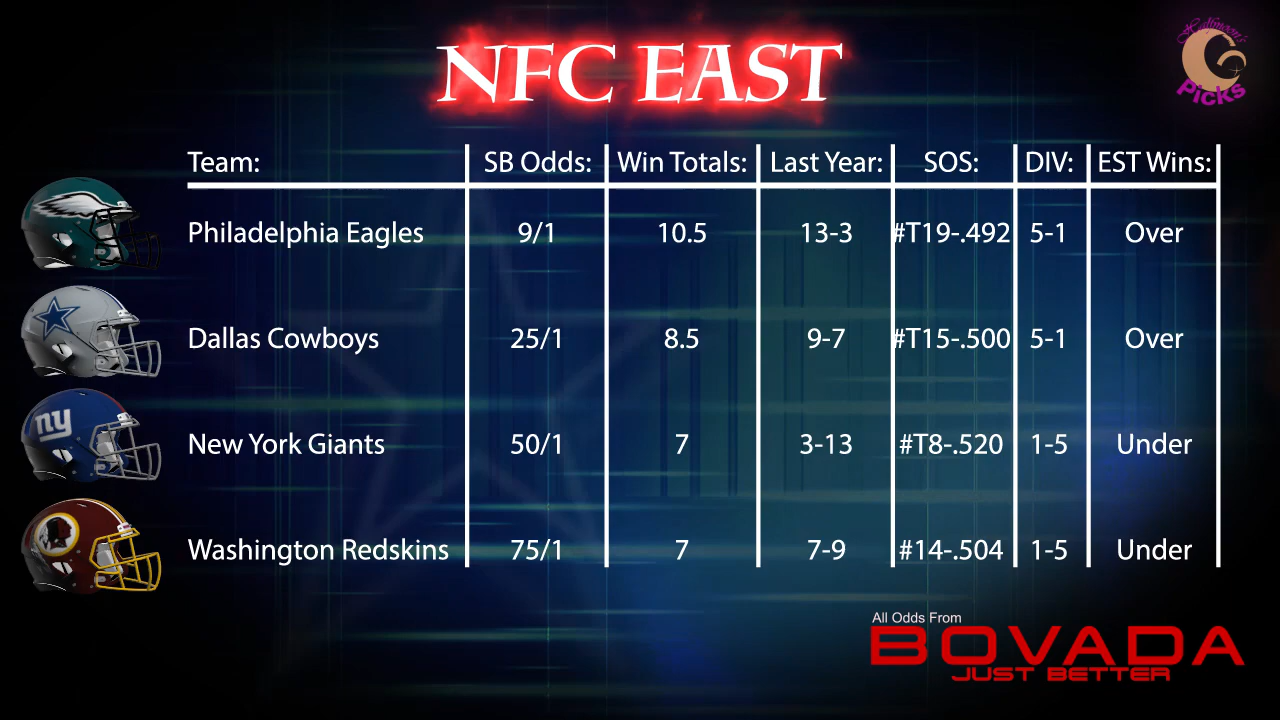 NFC EAST
Huffmoon's
Picks
Team: SB Odds: Win Totals: Last Year: SOS: DIV: EST Wins:
Philadelphia Eagles 9/1 10.5 13-3 #T19-.492 5-1 Over
Dallas Cowboys 25/1 8.5 9-7 #T15-.500 5-1 Over
ny
New York Giants 50/1 7 3-13 #T8-.520 1-5 Under
Washington Redskins 75/1 7 7-9 #14-.504 1-5 Under
All Odds From
BOVADA
JUST BETTER